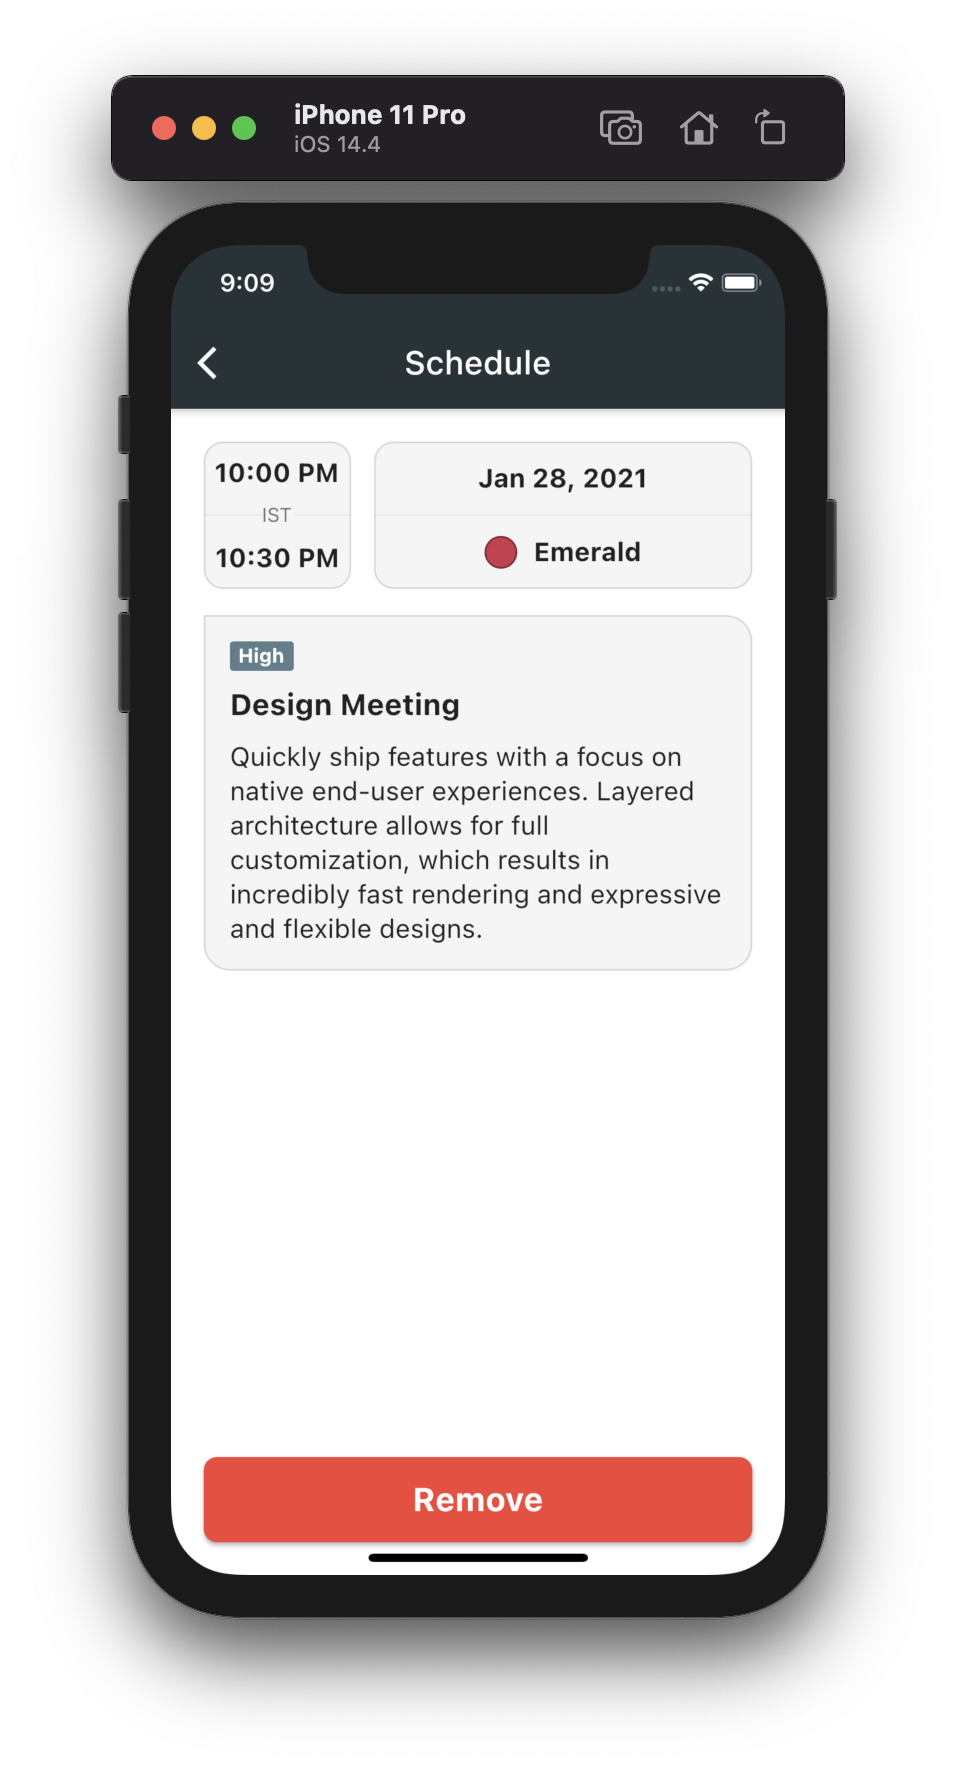 iPhone 11 Pro
iOS 14.4
9:09
Schedule
10:00 PM
IST
10:30 PM
Jan 28, 2021
Emerald
High
Design Meeting
Quickly ship features with a focus on
native end-user experiences. Layered
architecture allows for full
customization, which results in
incredibly fast rendering and expressive
and flexible designs.
Remove